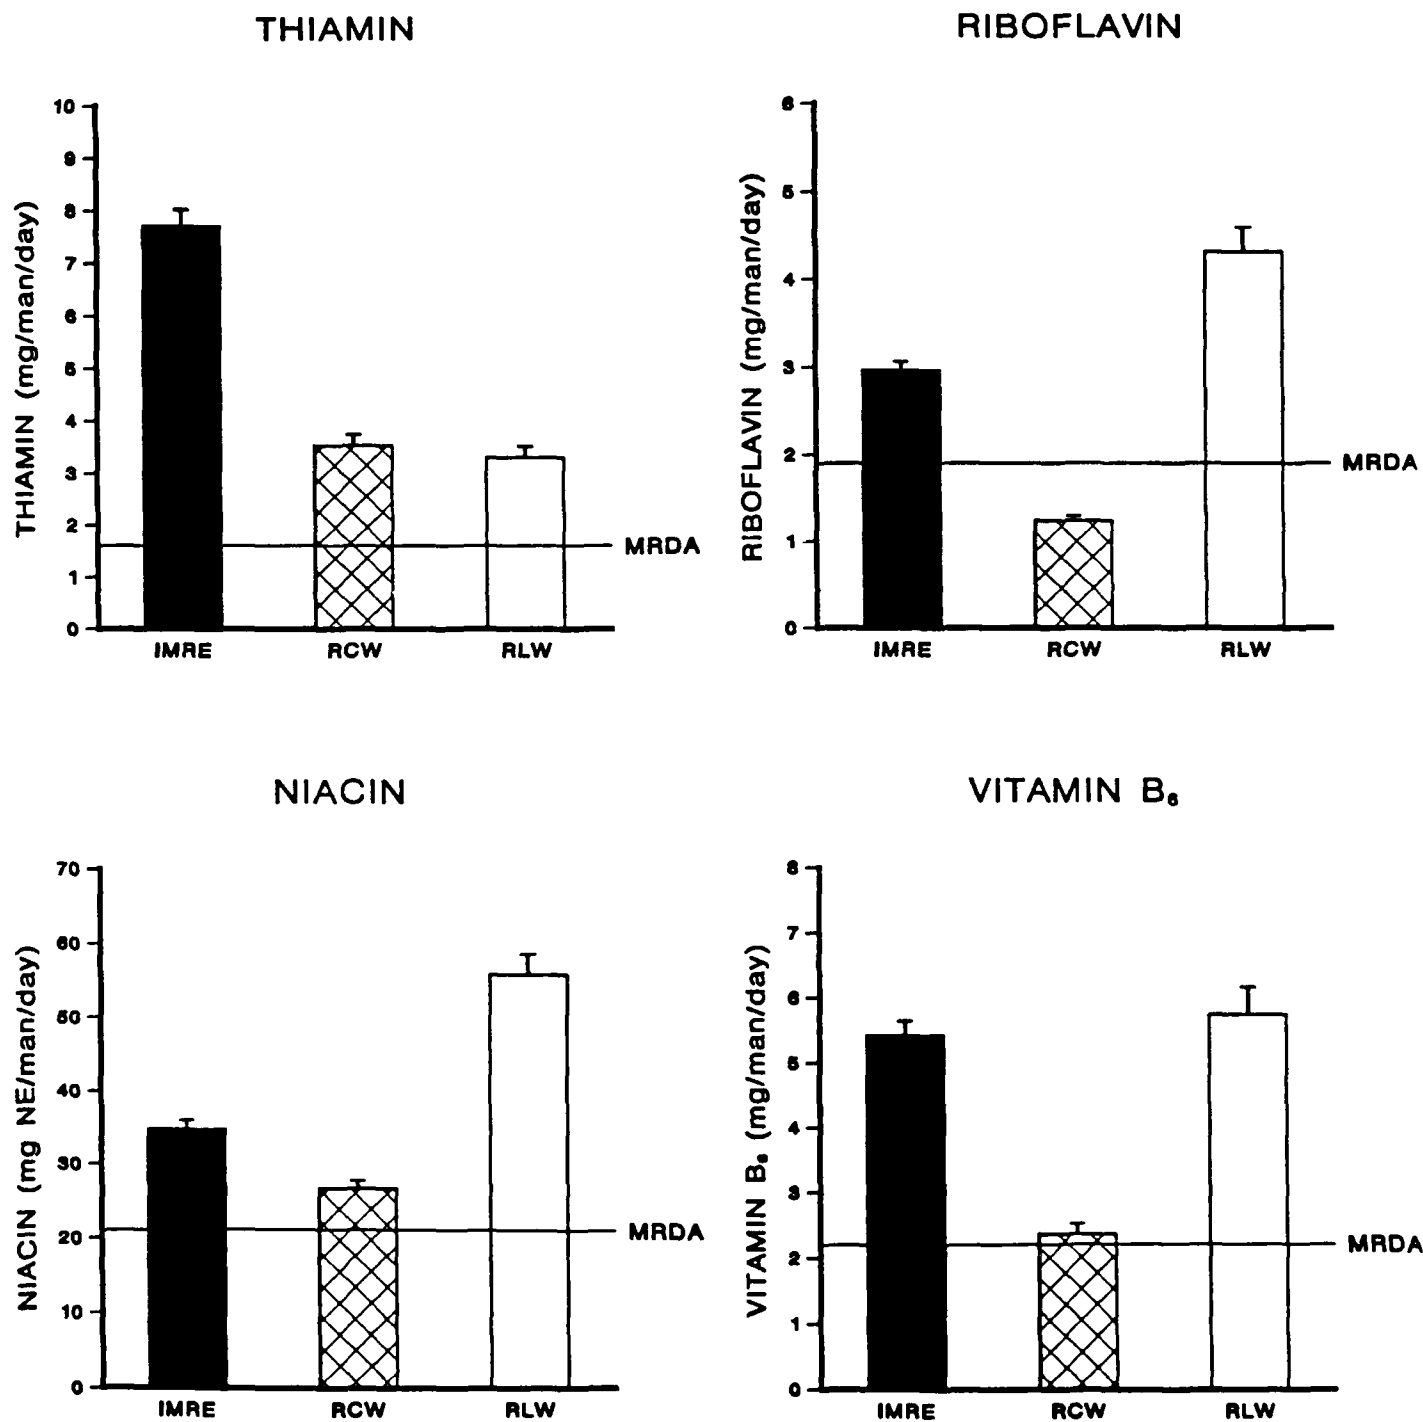 THIAMIN
THIAMIN (mg/man/day)
10
9
8
7
6
5
4
3
2
1
0
MRDA
IMRE RCW RLW
RIBOFLAVIN
RIBOFLAVIN (mg/man/day)
6
5
4
3
2
1
0
MRDA
IMRE RCW RLW
NIACIN
NIACIN (mg NE/man/day)
70
60
50
40
30
20
10
0
MRDA
IMRE RCW RLW
VITAMIN B₆
VITAMIN B₆ (mg/man/day)
8
7
6
5
4
3
2
1
0
MRDA
IMRE RCW RLW